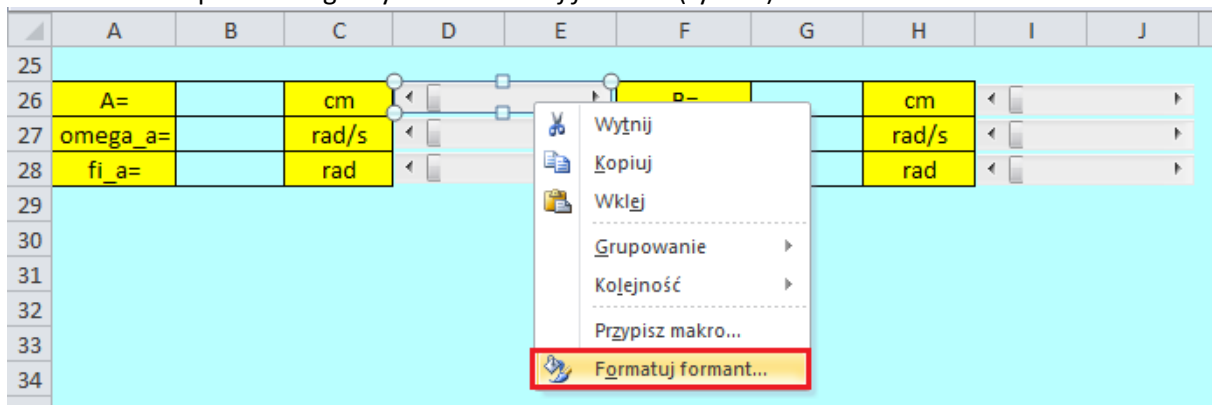 A B C D E F G H I J
25
26 A= cm B= cm
27 omega_a= rad/s rad/s
28 fi_a= rad rad
29
30
31
32
33
34
Wytnij
Kopiuj
Wklej
Grupowanie
Kolejność
Przypisz makro...
Formatuj formant...